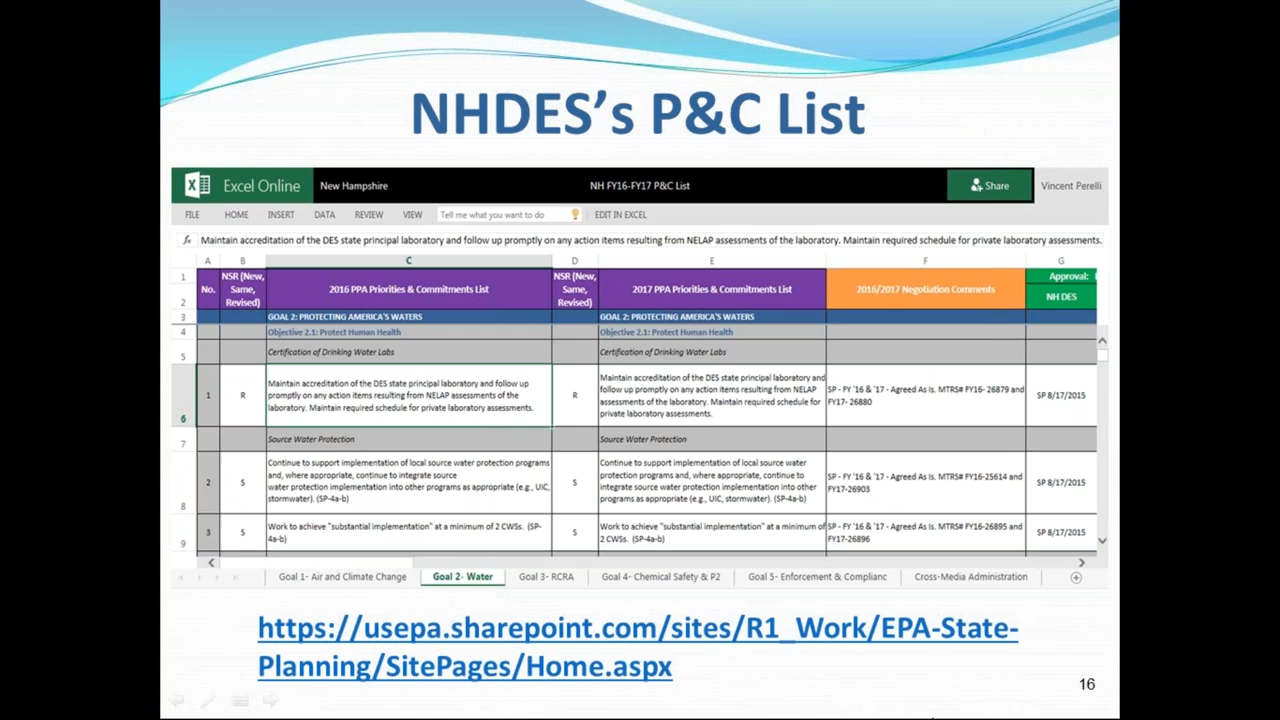 NHDES's P&C List
Excel Online New Hampshire NH FY16-FY17 P&C List Share Vincent Perelli
FILE HOME INSERT DATA REVIEW VIEW Tell me what you want to do EDIT IN EXCEL
fx Maintain accreditation of the DES state principal laboratory and follow up promptly on any action items resulting from NELAP assessments of the laboratory. Maintain required schedule for private laboratory assessments.
A B C D E F G
1 2
No.
NSR (New,
Same,
Revised)
2016 PPA Priorities & Commitments List
NSR (New,
Same,
Revised)
2017 PPA Priorities & Commitments List
2016/2017 Negotiation Comments
Approval:
NH DES
3 GOAL 2: PROTECTING AMERICA'S WATERS GOAL 2: PROTECTING AMERICA'S WATERS
4 Objective 2.1: Protect Human Health Objective 2.1: Protect Human Health
5 Certification of Drinking Water Labs Certification of Drinking Water Labs
6
1
R
Maintain accreditation of the DES state principal laboratory and follow up
promptly on any action items resulting from NELAP assessments of the
laboratory. Maintain required schedule for private laboratory assessments.
R
Maintain accreditation of the DES state principal laboratory and
follow up promptly on any action items resulting from NELAP
assessments of the laboratory. Maintain required schedule for
private laboratory assessments.
SP - FY '16 & '17 - Agreed As Is. MTRS# FY16- 26879 and
FY17- 26880
SP 8/17/2015
7 Source Water Protection Source Water Protection
8
2
S
Continue to support implementation of local source water protection programs
and, where appropriate, continue to integrate source
water protection implementation into other programs as appropriate (e.g., UIC,
stormwater). (SP-4a-b)
S
Continue to support implementation of local source water
protection programs and, where appropriate, continue to
integrate source water protection implementation into other
programs as appropriate (e.g., UIC, stormwater). (SP-4a-b)
SP - FY '16 & '17 - Agreed As Is. MTRS# FY16-25614 and
FY17-26903
SP 8/17/2015
9
3
S
Work to achieve "substantial implementation" at a minimum of 2 CWSs. (SP-
4a-b)
S
Work to achieve "substantial implementation" at a minimum of
2 CWSs. (SP-4a-b)
SP - FY '16 & '17 - Agreed As Is. MTRS# FY16-26895 and
FY17-26896
SP 8/17/2015
Goal 1- Air and Climate Change Goal 2- Water Goal 3- RCRA Goal 4- Chemical Safety & P2 Goal 5- Enforcement & Complianc Cross-Media Administration
https://usepa.sharepoint.com/sites/R1_Work/EPA-State-
Planning/SitePages/Home.aspx
16